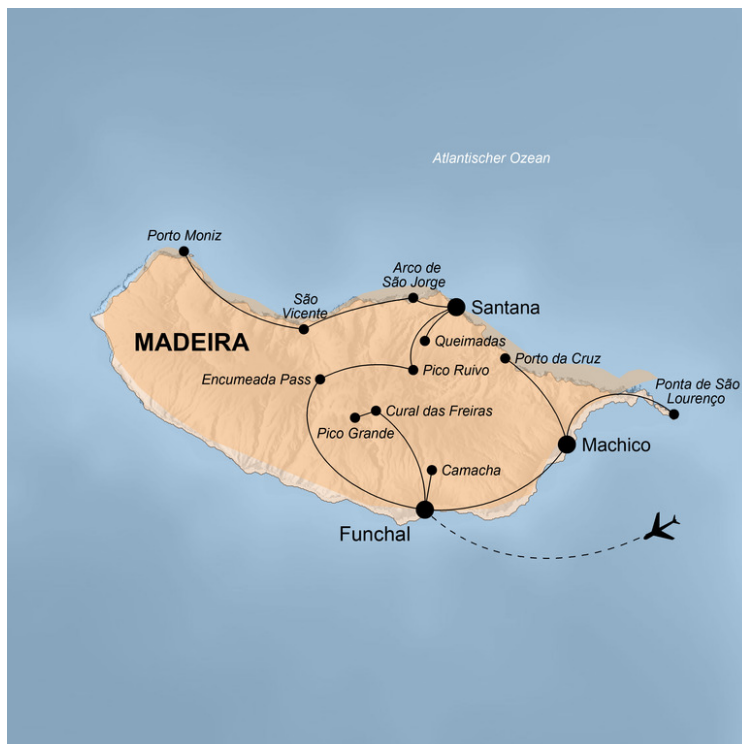 Atlantischer Ozean
Porto Moniz
Arco de
São Jorge
São
Vicente
Santana
MADEIRA
Queimadas
Porto da Cruz
Encumeada Pass
Pico Ruivo
Ponta de São
Lourenço
Cural das Freiras
Pico Grande
Machico
Camacha
Funchal